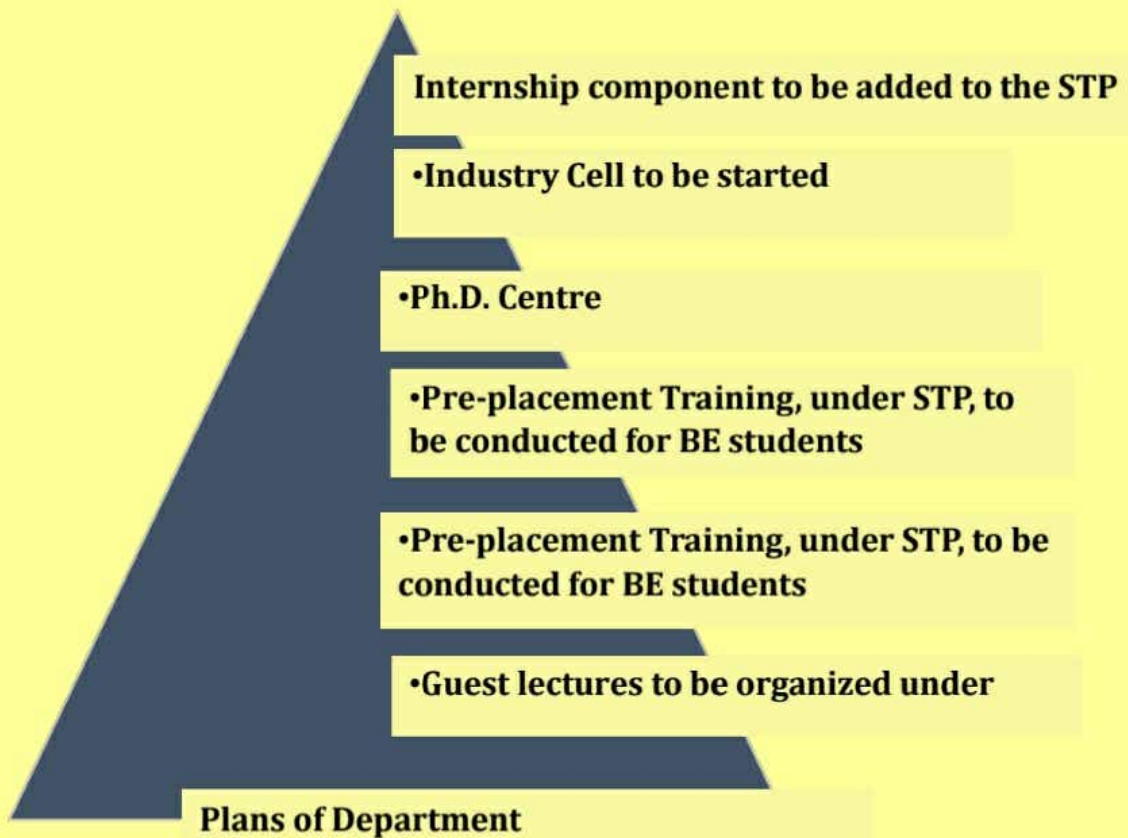 Internship component to be added to the STP
•Industry Cell to be started
•Ph.D. Centre
•Pre-placement Training, under STP, to
be conducted for BE students
•Pre-placement Training, under STP, to be
conducted for BE students
•Guest lectures to be organized under
Plans of Department